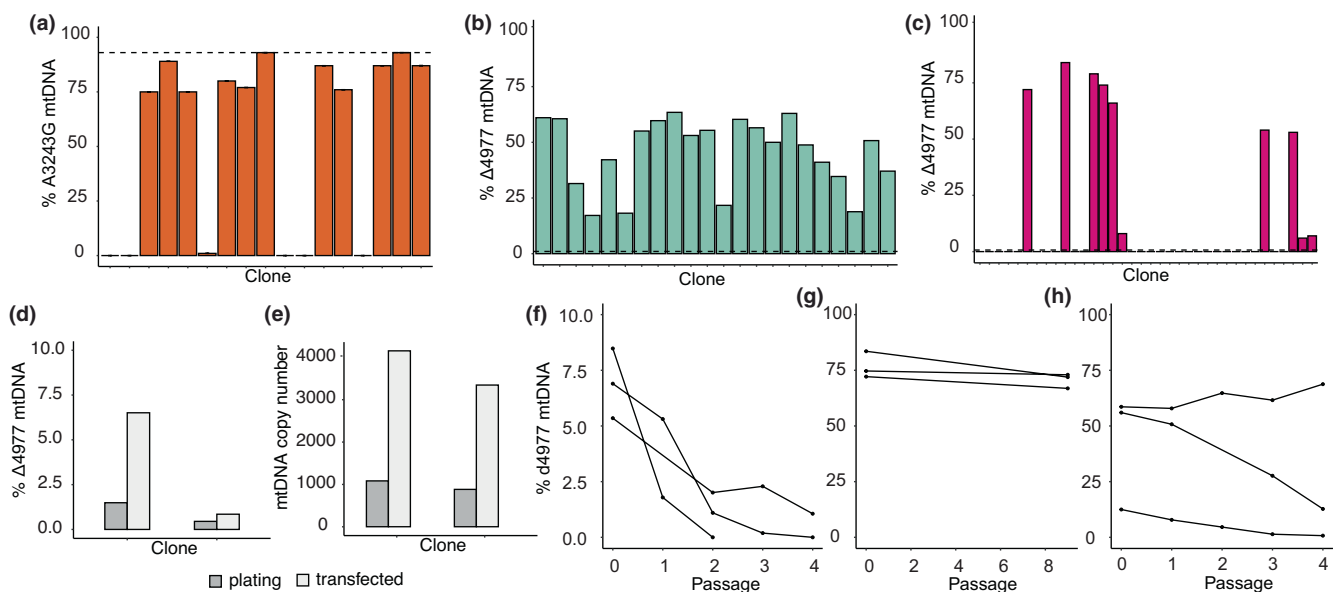 (a)
% A3243G mtDNA
75
50
25
0
Clone
(b)
% Δ4977 mtDNA
75
50
25
0
Clone
(c)
% Δ4977 mtDNA
100
75
50
25
0
Clone
(d)
% Δ4977 mtDNA
10.0
7.5
5.0
2.5
0.0
Clone
(e)
mtDNA copy number
4000
3000
2000
1000
0
Clone
plating transfected
(f)
% d4977 mtDNA
10.0
7.5
5.0
2.5
0.0
0 1 2 3 4
Passage
(g)
100
75
50
25
0
0 2 4 6 8
Passage
(h)
100
75
50
25
0
0 1 2 3 4
Passage